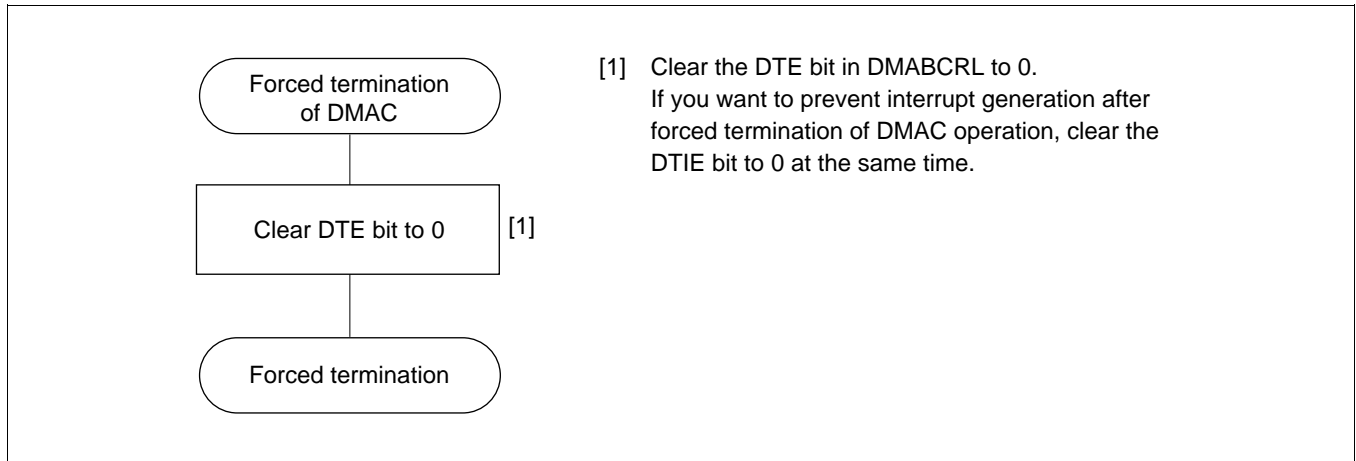 Forced termination
of DMAC
Clear DTE bit to 0
[1]
Forced termination
[1] Clear the DTE bit in DMABCRL to 0.
If you want to prevent interrupt generation after
forced termination of DMAC operation, clear the
DTIE bit to 0 at the same time.